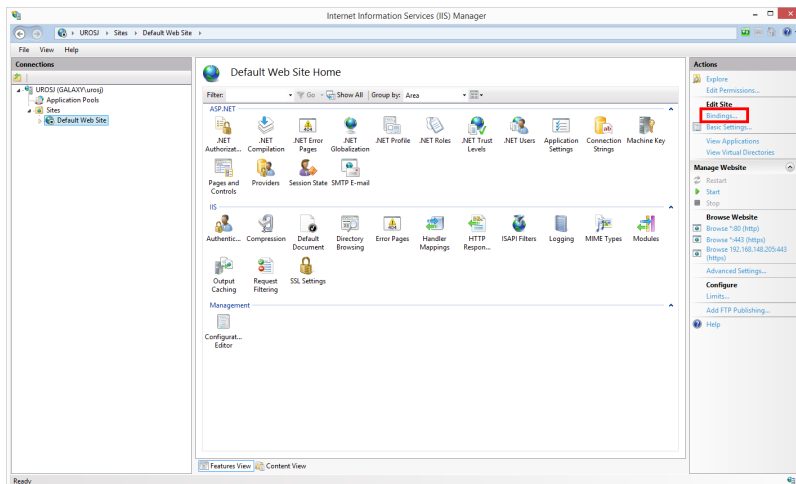 Internet Information Services (IIS) Manager
UROSJ Sites Default Web Site
File View Help
Connections
UROSJ (GALAXY\urosj)
Application Pools
Sites
Default Web Site
Default Web Site Home
Filter: Go Show All Group by: Area
ASP.NET
.NET Authorizat...
.NET Compilation
.NET Error Pages
.NET Globalization
.NET Profile
.NET Roles
.NET Trust Levels
.NET Users
Application Settings
Connection Strings
Machine Key
Pages and Controls
Providers
Session State
SMTP E-mail
IIS
Authentic...
Compression
Default Document
Directory Browsing
Error Pages
Handler Mappings
HTTP Respon...
ISAPI Filters
Logging
MIME Types
Modules
Output Caching
Request Filtering
SSL Settings
Management
Configurat... Editor
Features View Content View
Actions
Explore
Edit Permissions...
Edit Site
Bindings...
Basic Settings...
View Applications
View Virtual Directories
Manage Website
Restart
Start
Stop
Browse Website
Browse *:80 (http)
Browse *:443 (https)
Browse 192.168.148.205:443
(https)
Advanced Settings...
Configure
Limits...
Add FTP Publishing...
Help
Ready